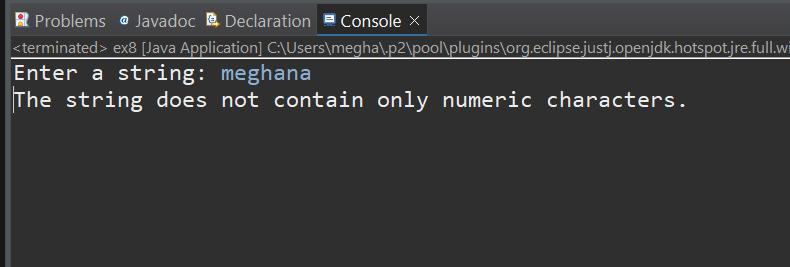 Problems Javadoc Declaration Console
<terminated> ex8 [Java Application] C:\Users\megha\.p2\pool\plugins\org.eclipse.justj.openjdk.hotspot.jre.full.wi
Enter a string: meghana
The string does not contain only numeric characters.